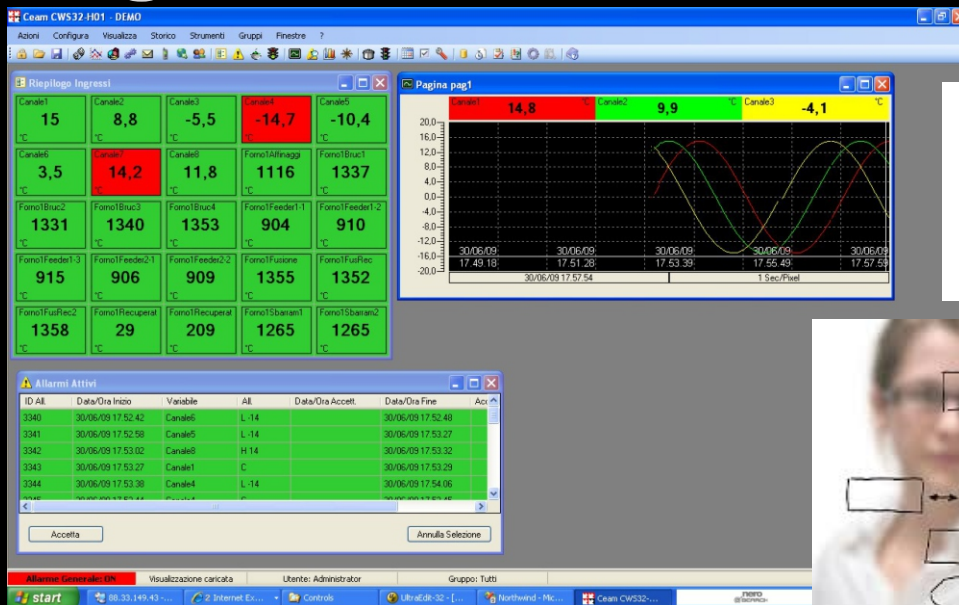 Ceam CWS32-H01 - DEMO
Azioni Configura Visualizza Storico Strumenti Gruppi Finestre ?
Riepilogo Ingressi
Canale1 Canale2 Canale3 Canale4 Canale5
15 8,8 -5,5 -14,7 -10,4
°C °C °C °C °C
Canale6 Canale7 Canale8 Forno1Affinaggi Forno1Bruc1
3,5 14,2 11,8 1116 1337
°C °C °C °C °C
Forno1Bruc2 Forno1Bruc3 Forno1Bruc4 Forno1Feeder1-1 Forno1Feeder1-2
1331 1340 1353 904 910
°C °C °C °C °C
Forno1Feeder1-3 Forno1Feeder2-1 Forno1Feeder2-2 Forno1Fusione Forno1FusRec
915 906 909 1355 1352
°C °C °C °C °C
Forno1FusRec2 Forno1Recuperat Forno1Recuperat Forno1Sbarram1 Forno1Sbarram2
1358 29 209 1265 1265
°C °C °C °C °C
Pagina pag1
Canale1 14,8 °C Canale2 9,9 °C Canale3 -4,1 °C
20,0
16,0
12,0
8,0
4,0
0,0
-4,0
-8,0
-12,0
-16,0
-20,0
30/06/09 30/06/09 30/06/09 30/06/09 30/06/09
17.49.18 17.51.28 17.53.39 17.55.49 17.57.59
30/06/09 17.57.54 1 Sec/Pixel
Allarmi Attivi
ID All. Data/Ora Inizio Variabile All. Data/Ora Accett. Data/Ora Fine
3340 30/06/09 17.52.42 Canale6 L -14 30/06/09 17.52.48
3341 30/06/09 17.52.58 Canale5 L -14 30/06/09 17.53.27
3342 30/06/09 17.53.02 Canale8 H 14 30/06/09 17.53.32
3343 30/06/09 17.53.27 Canale1 C 30/06/09 17.53.29
3344 30/06/09 17.53.38 Canale4 L -14 30/06/09 17.54.06
Accetta Annulla Selezione
Allarme Generale: ON Visualizzazione caricata Utente: Administrator Gruppo: Tutti
start 88.33.149.43 -... 2 Internet Ex... Controls UltraEdit-32 - [... Northwind - Mic... Ceam CWS32-... nero